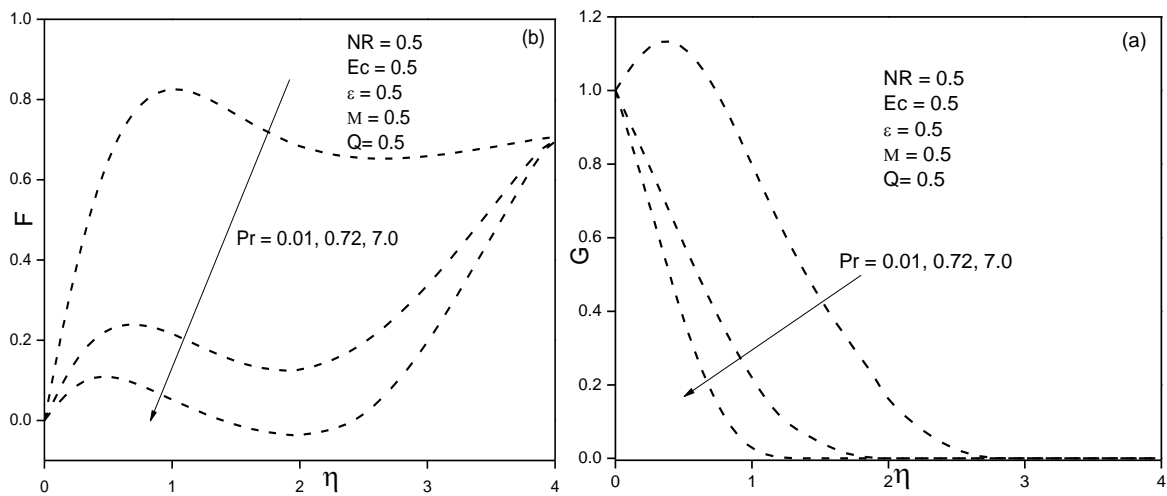 (b)
NR = 0.5
Ec = 0.5
ε = 0.5
M = 0.5
Q= 0.5
Pr = 0.01, 0.72, 7.0
F
1.0
0.8
0.6
0.4
0.2
0.0
0 1 2 3 4
η
(a)
NR = 0.5
Ec = 0.5
ε = 0.5
M = 0.5
Q= 0.5
Pr = 0.01, 0.72, 7.0
G
1.2
1.0
0.8
0.6
0.4
0.2
0.0
0 1 2 3 4
η